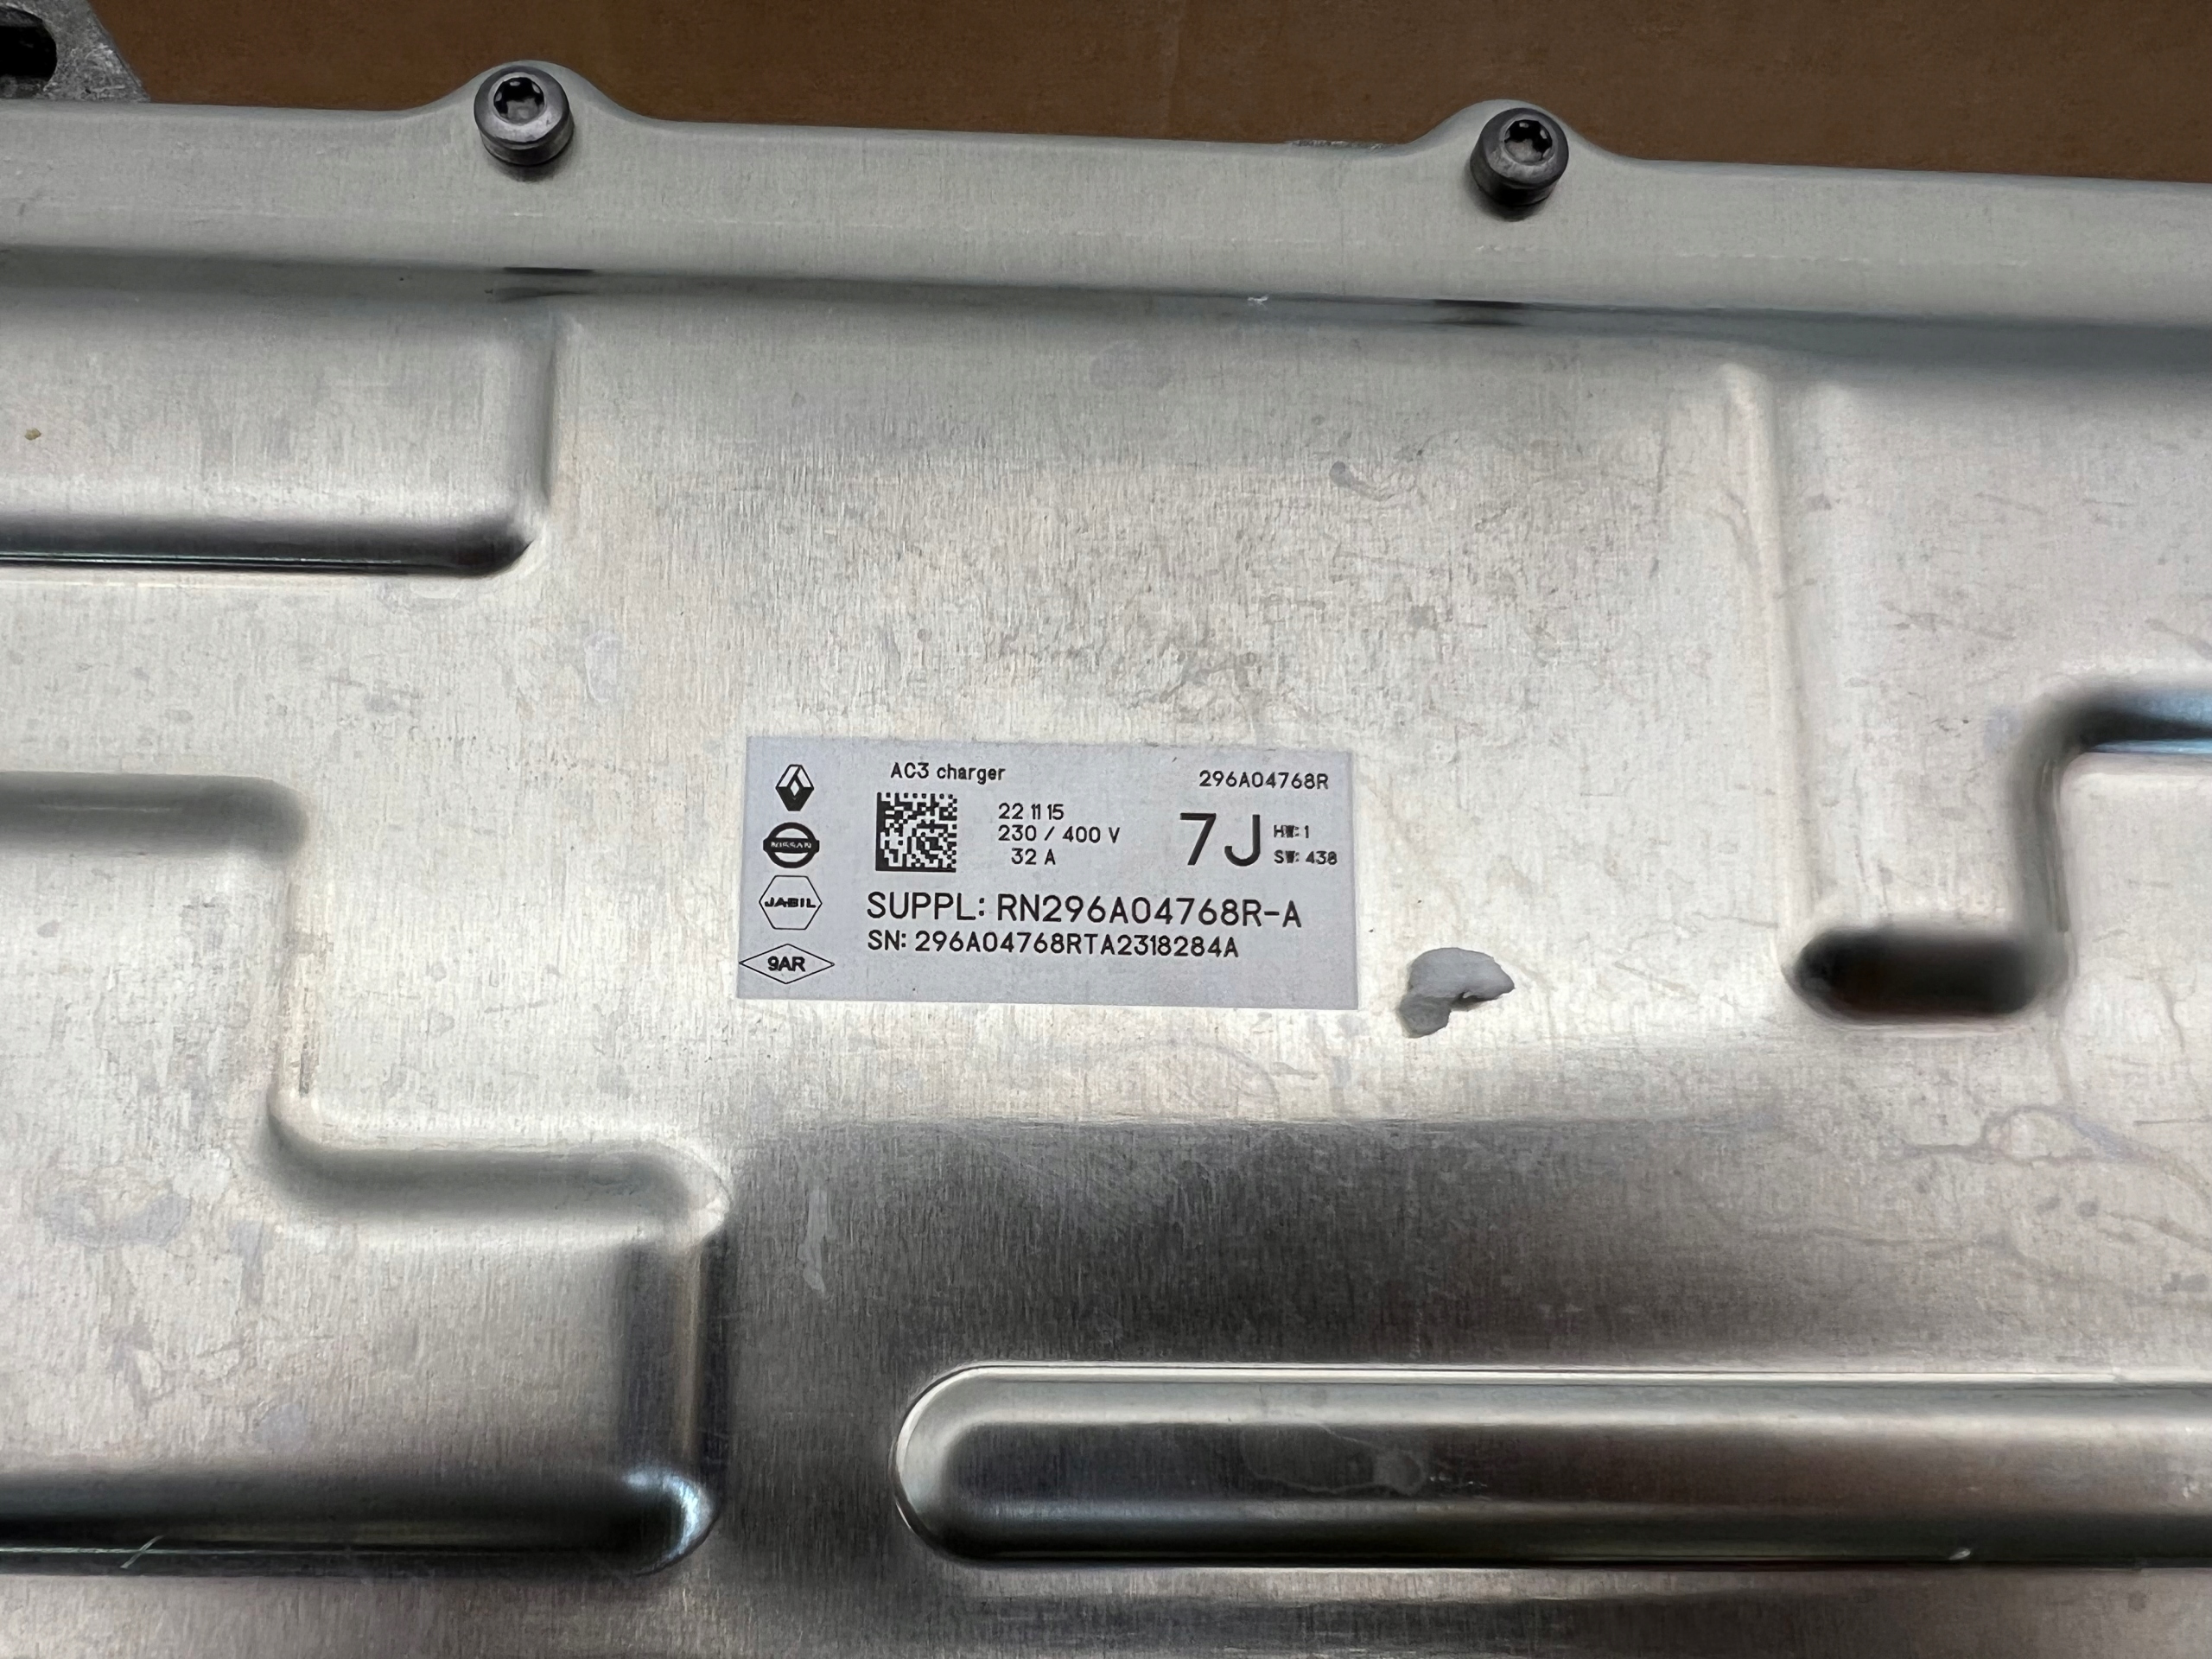 AC3 charger
296A04768R
22 11 15
230 / 400 V
32 A
7J
HW: 1
SW: 438
NISSAN
JABIL
SUPPL: RN296A04768R-A
SN: 296A04768RTA2318284A
9AR